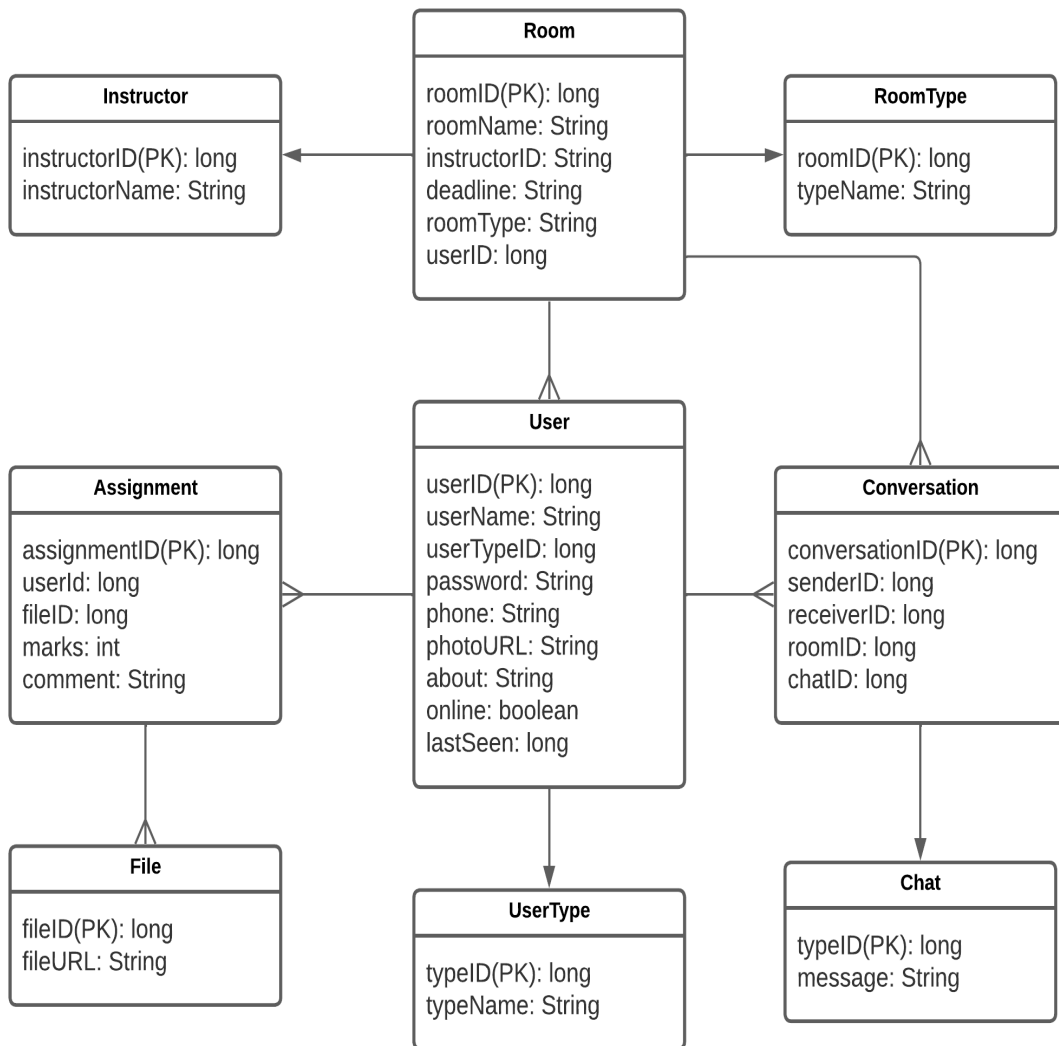 Room
roomID(PK): long
roomName: String
instructorID: String
deadline: String
roomType: String
userID: long
Instructor
instructorID(PK): long
instructorName: String
RoomType
roomID(PK): long
typeName: String
User
userID(PK): long
userName: String
userTypeID: long
password: String
phone: String
photoURL: String
about: String
online: boolean
lastSeen: long
Assignment
assignmentID(PK): long
userId: long
fileID: long
marks: int
comment: String
Conversation
conversationID(PK): long
senderID: long
receiverID: long
roomID: long
chatID: long
File
fileID(PK): long
fileURL: String
UserType
typeID(PK): long
typeName: String
Chat
typeID(PK): long
message: String